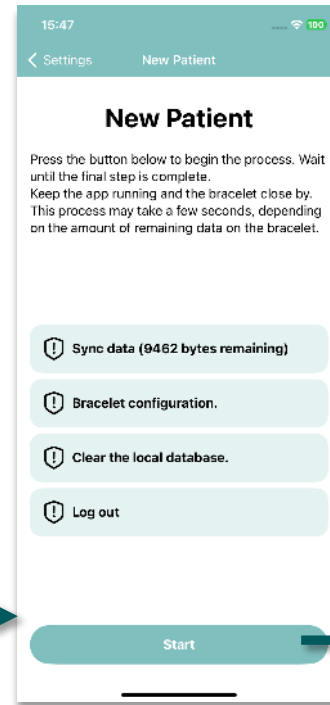 15:47
100
Settings
New Patient
New Patient
Press the button below to begin the process. Wait
until the final step is complete.
Keep the app running and the bracelet close by.
This process may take a few seconds, depending
on the amount of remaining data on the bracelet.
Sync data (9462 bytes remaining)
Bracelet configuration.
Clear the local database.
Log out
Start